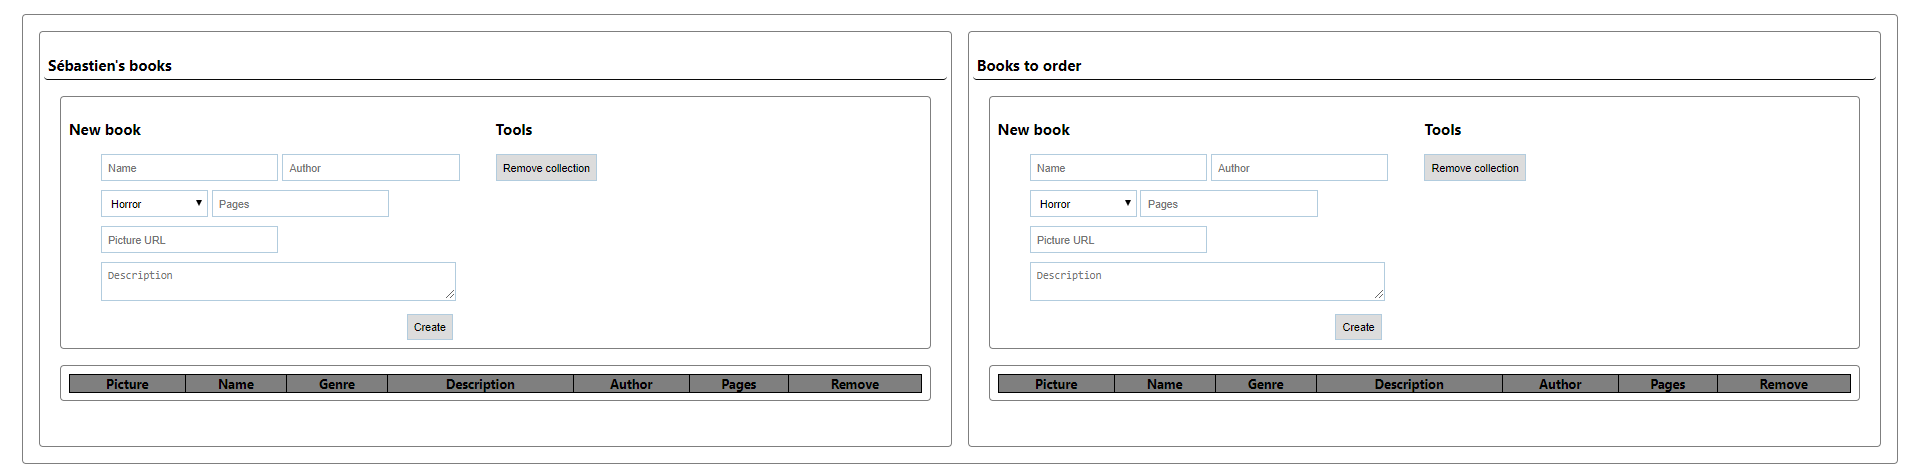 Sébastien's books
New book
Tools
Name Author
Remove collection
Horror Pages
Picture URL
Description
Create
Picture Name Genre Description Author Pages Remove
Books to order
New book
Tools
Name Author
Remove collection
Horror Pages
Picture URL
Description
Create
Picture Name Genre Description Author Pages Remove